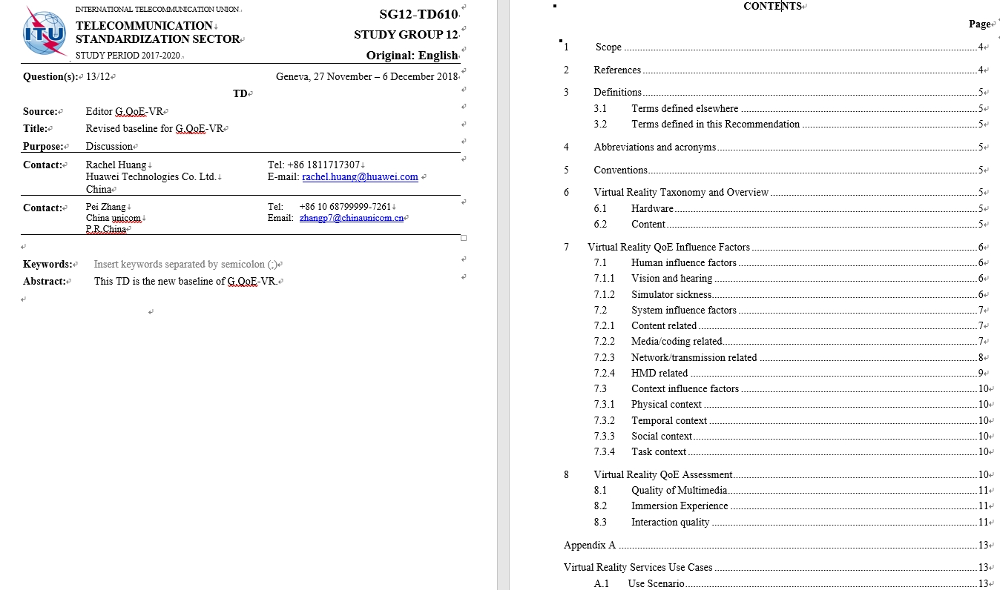 INTERNATIONAL TELECOMMUNICATION UNION
TELECOMMUNICATION
STANDARDIZATION SECTOR
STUDY PERIOD 2017-2020
ITU
SG12-TD610
STUDY GROUP 12
Original: English
Question(s): 13/12
Geneva, 27 November – 6 December 2018
TD
Source: Editor G.QoE-VR
Title: Revised baseline for G.QoE-VR
Purpose: Discussion
Contact: Rachel Huang
Huawei Technologies Co. Ltd.
China
Tel: +86 1811717307
E-mail: rachel.huang@huawei.com
Contact: Pei Zhang
China unicom
P.R.China
Tel: +86 10 68799999-7261
Email: zhangp7@chinaunicom.cn
Keywords: Insert keywords separated by semicolon (;)
Abstract: This TD is the new baseline of G.QoE-VR.
CONTENTS
Page
1 Scope 4
2 References 4
3 Definitions 5
3.1 Terms defined elsewhere 5
3.2 Terms defined in this Recommendation 5
4 Abbreviations and acronyms 5
5 Conventions 5
6 Virtual Reality Taxonomy and Overview 5
6.1 Hardware 5
6.2 Content 5
7 Virtual Reality QoE Influence Factors 6
7.1 Human influence factors 6
7.1.1 Vision and hearing 6
7.1.2 Simulator sickness 6
7.2 System influence factors 7
7.2.1 Content related 7
7.2.2 Media/coding related 7
7.2.3 Network/transmission related 8
7.2.4 HMD related 9
7.3 Context influence factors 10
7.3.1 Physical context 10
7.3.2 Temporal context 10
7.3.3 Social context 10
7.3.4 Task context 10
8 Virtual Reality QoE Assessment 10
8.1 Quality of Multimedia 11
8.2 Immersion Experience 11
8.3 Interaction quality 11
Appendix A 13
Virtual Reality Services Use Cases 13
A.1 Use Scenario 13